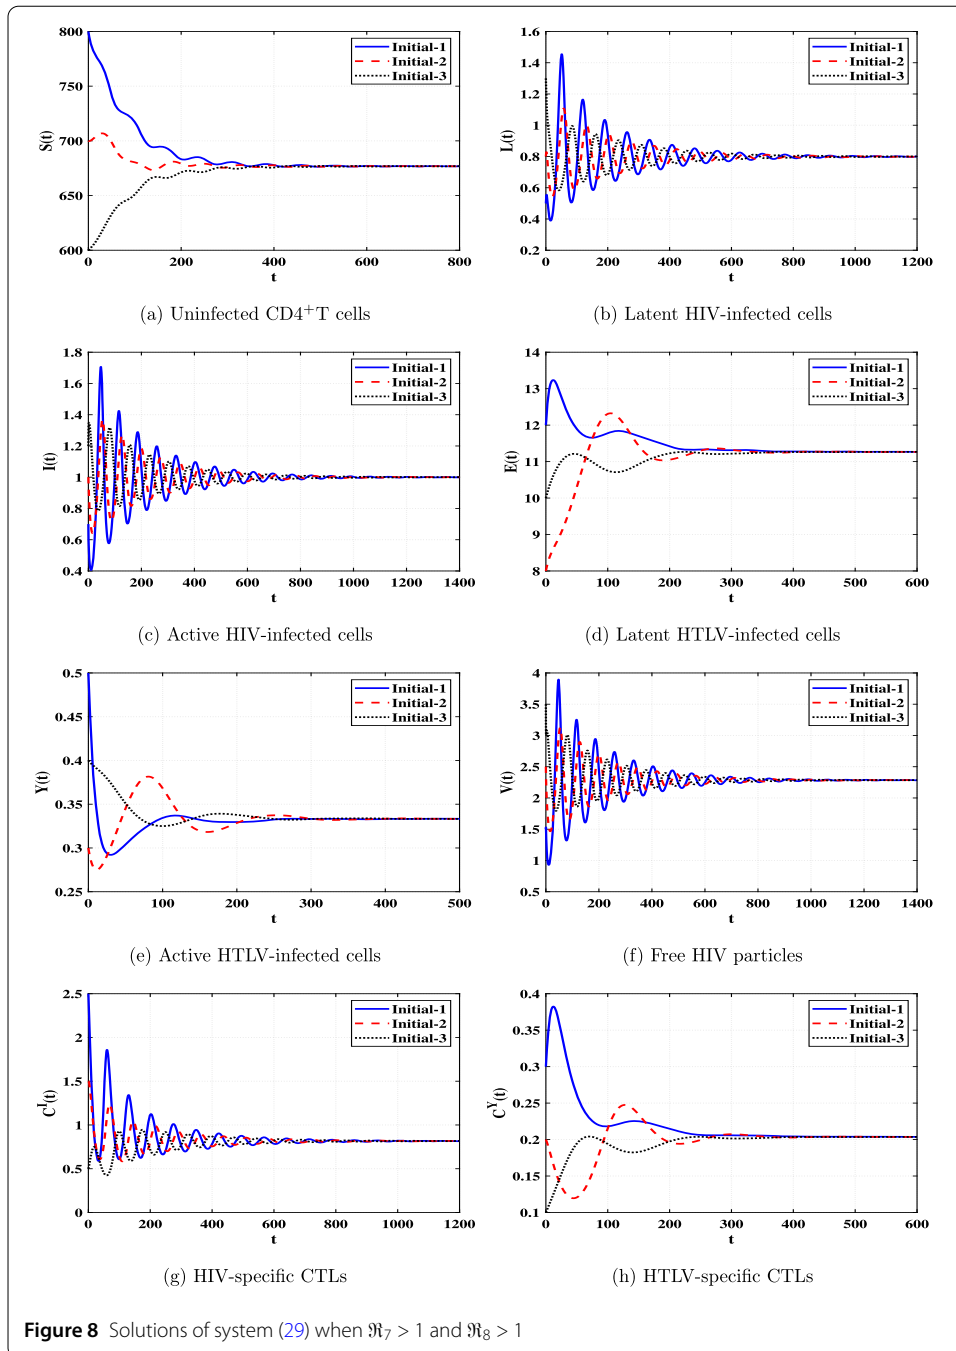 800
750
700
650
600
S(t)
0 200 400 600 800
t
Initial-1
Initial-2
Initial-3
(a) Uninfected CD4⁺T cells
1.6
1.4
1.2
1
0.8
0.6
0.4
0.2
L(t)
0 200 400 600 800 1000 1200
t
Initial-1
Initial-2
Initial-3
(b) Latent HIV-infected cells
1.8
1.6
1.4
1.2
1
0.8
0.6
0.4
I(t)
0 200 400 600 800 1000 1200 1400
t
Initial-1
Initial-2
Initial-3
(c) Active HIV-infected cells
14
13
12
11
10
9
8
E(t)
0 100 200 300 400 500 600
t
Initial-1
Initial-2
Initial-3
(d) Latent HTLV-infected cells
0.5
0.45
0.4
0.35
0.3
0.25
Y(t)
0 100 200 300 400 500
t
Initial-1
Initial-2
Initial-3
(e) Active HTLV-infected cells
4
3.5
3
2.5
2
1.5
1
0.5
V(t)
0 200 400 600 800 1000 1200 1400
t
Initial-1
Initial-2
Initial-3
(f) Free HIV particles
2.5
2
1.5
1
0.5
0
Cᴵ(t)
0 200 400 600 800 1000 1200
t
Initial-1
Initial-2
Initial-3
(g) HIV-specific CTLs
0.4
0.35
0.3
0.25
0.2
0.15
0.1
Cʸ(t)
0 100 200 300 400 500 600
t
Initial-1
Initial-2
Initial-3
(h) HTLV-specific CTLs
Figure 8 Solutions of system (29) when ℜ₇ > 1 and ℜ₈ > 1